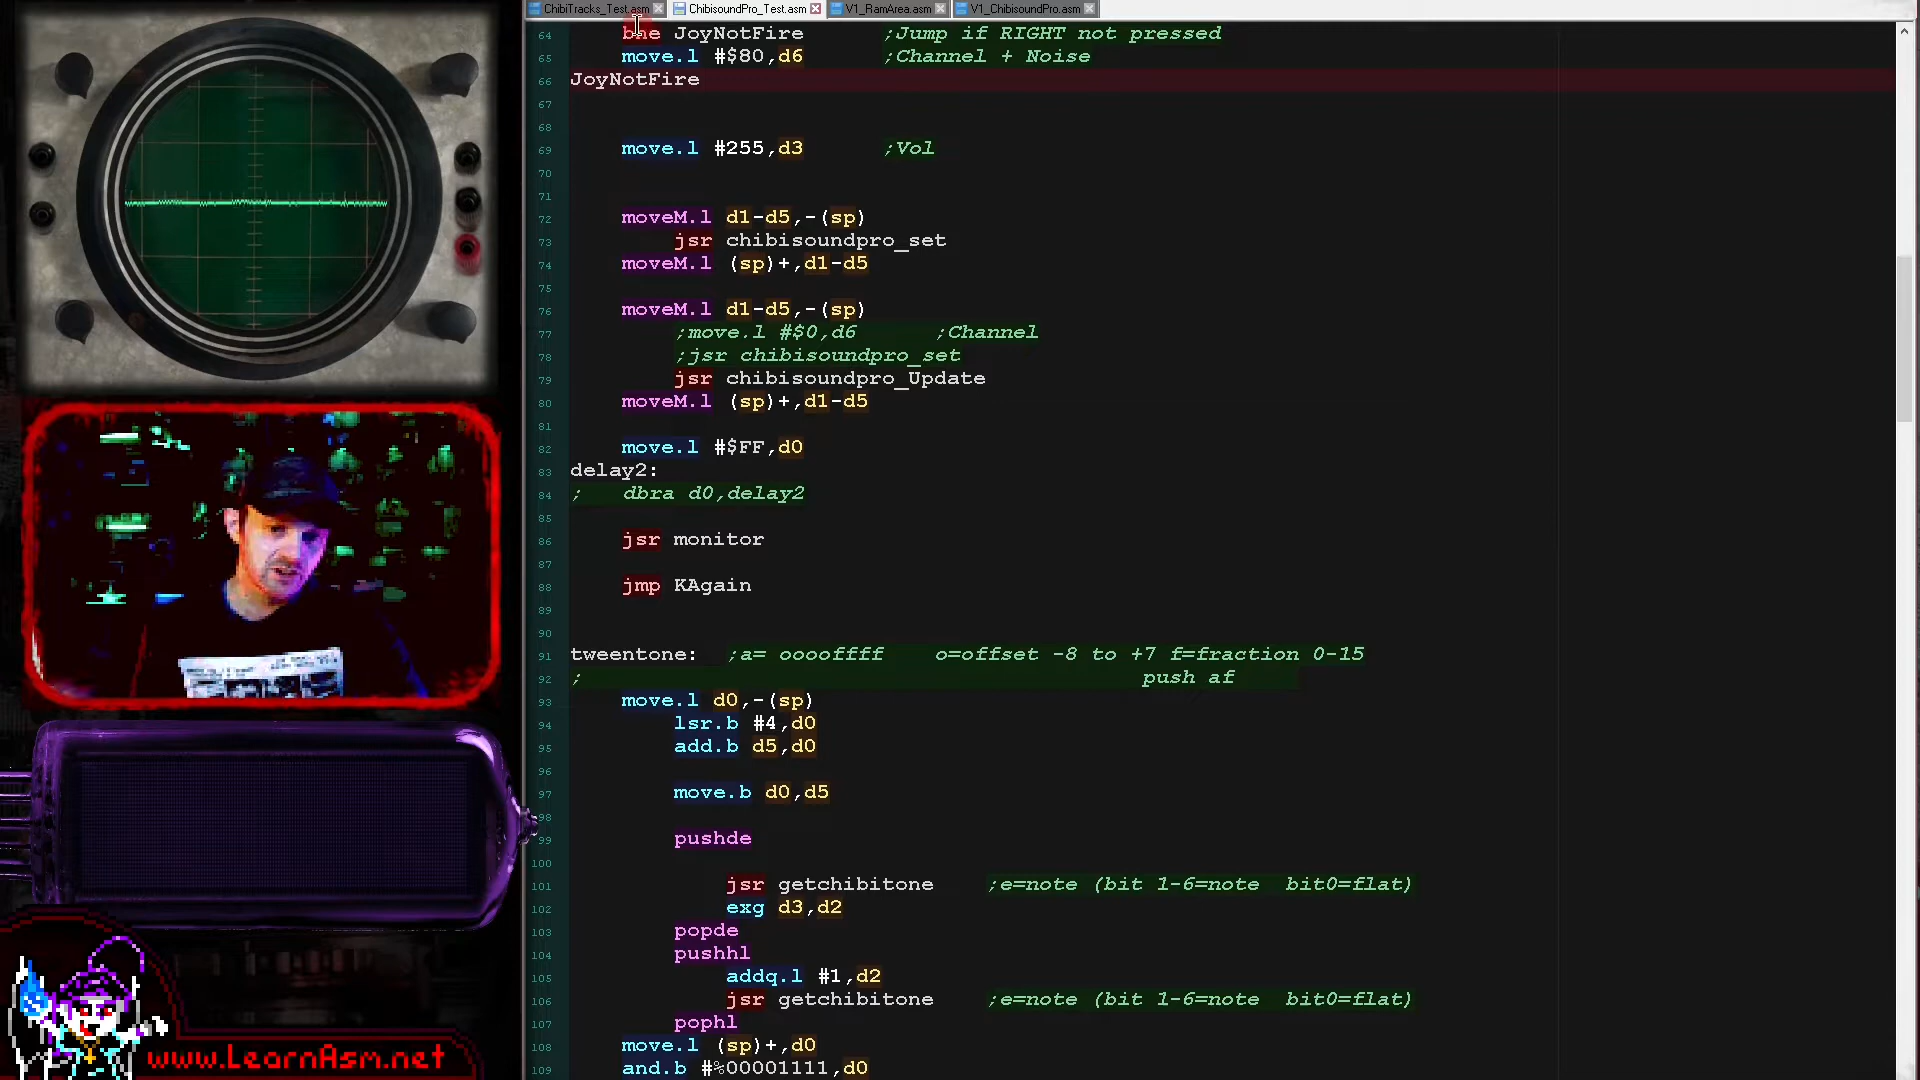 ChibiTracks_Test.asm ChibisoundPro_Test.asm V1_RamArea.asm V1_ChibisoundPro.asm
64 bne JoyNotFire ;Jump if RIGHT not pressed
65 move.l #$80,d6 ;Channel + Noise
66 JoyNotFire
67
68
69 move.l #255,d3 ;Vol
70
71
72 moveM.l d1-d5,-(sp)
73 jsr chibisoundpro_set
74 moveM.l (sp)+,d1-d5
75
76 moveM.l d1-d5,-(sp)
77 ;move.l #$0,d6 ;Channel
78 ;jsr chibisoundpro_set
79 jsr chibisoundpro_Update
80 moveM.l (sp)+,d1-d5
81
82 move.l #$FF,d0
83 delay2:
84 ; dbra d0,delay2
85
86 jsr monitor
87
88 jmp KAgain
89
90
91 tweentone: ;a= ooooffff o=offset -8 to +7 f=fraction 0-15
92 ; push af
93 move.l d0,-(sp)
94 lsr.b #4,d0
95 add.b d5,d0
96
97 move.b d0,d5
98
99 pushde
100
101 jsr getchibitone ;e=note (bit 1-6=note bit0=flat)
102 exg d3,d2
103 popde
104 pushhl
105 addq.l #1,d2
106 jsr getchibitone ;e=note (bit 1-6=note bit0=flat)
107 pophl
108 move.l (sp)+,d0
109 and.b #%00001111,d0
www.LearnAsm.net